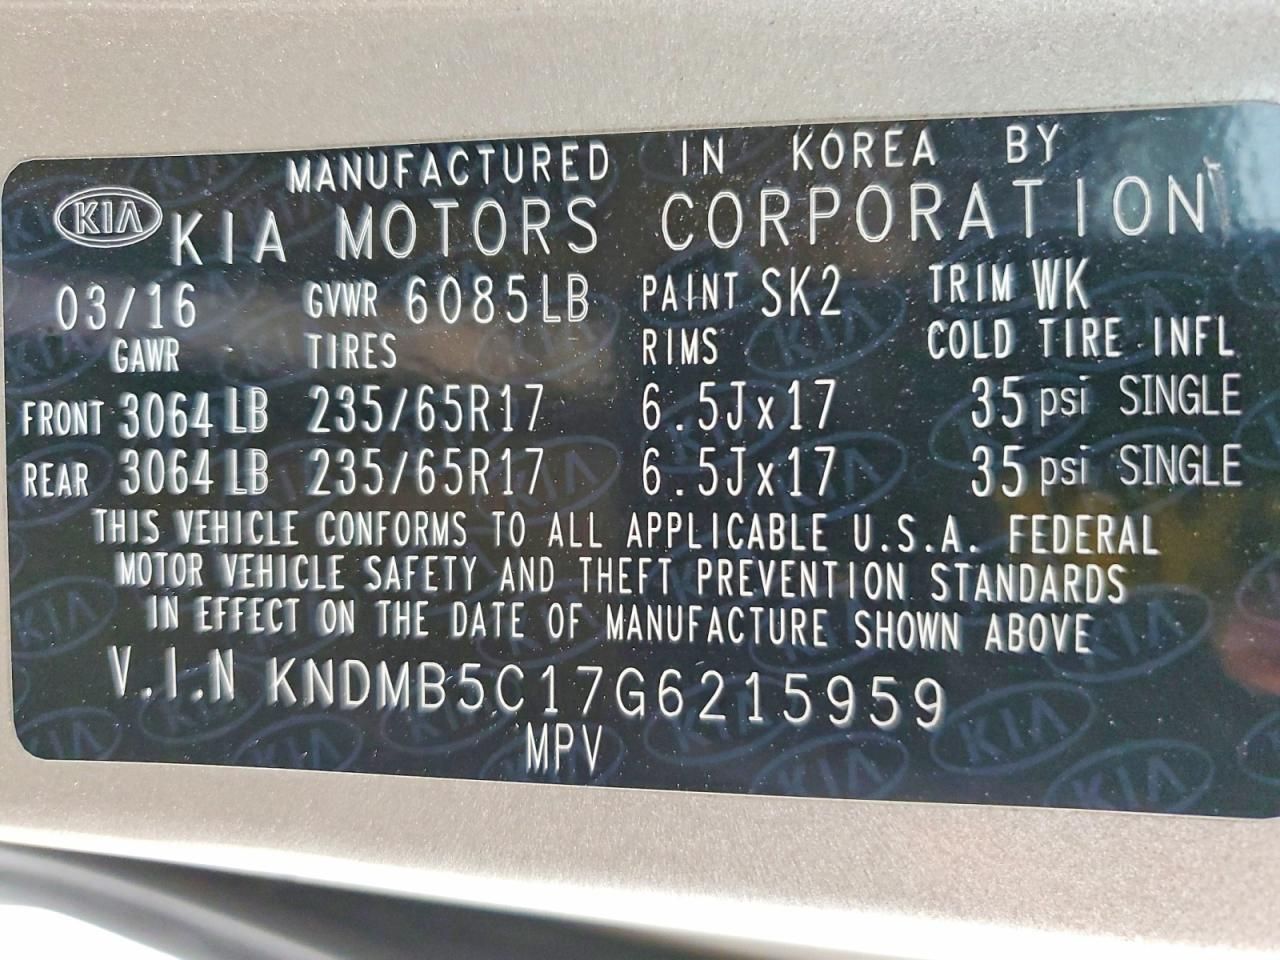 MANUFACTURED IN KOREA BY
KIA KIA MOTORS CORPORATION
03/16 GVWR 6085LB PAINT SK2 TRIM WK
GAWR TIRES RIMS COLD TIRE INFL
FRONT 3064 LB 235/65R17 6.5Jx17 35 psi SINGLE
REAR 3064 LB 235/65R17 6.5Jx17 35 psi SINGLE
THIS VEHICLE CONFORMS TO ALL APPLICABLE U.S.A. FEDERAL
MOTOR VEHICLE SAFETY AND THEFT PREVENTION STANDARDS
IN EFFECT ON THE DATE OF MANUFACTURE SHOWN ABOVE
V.I.N KNDMB5C17G6215959
MPV